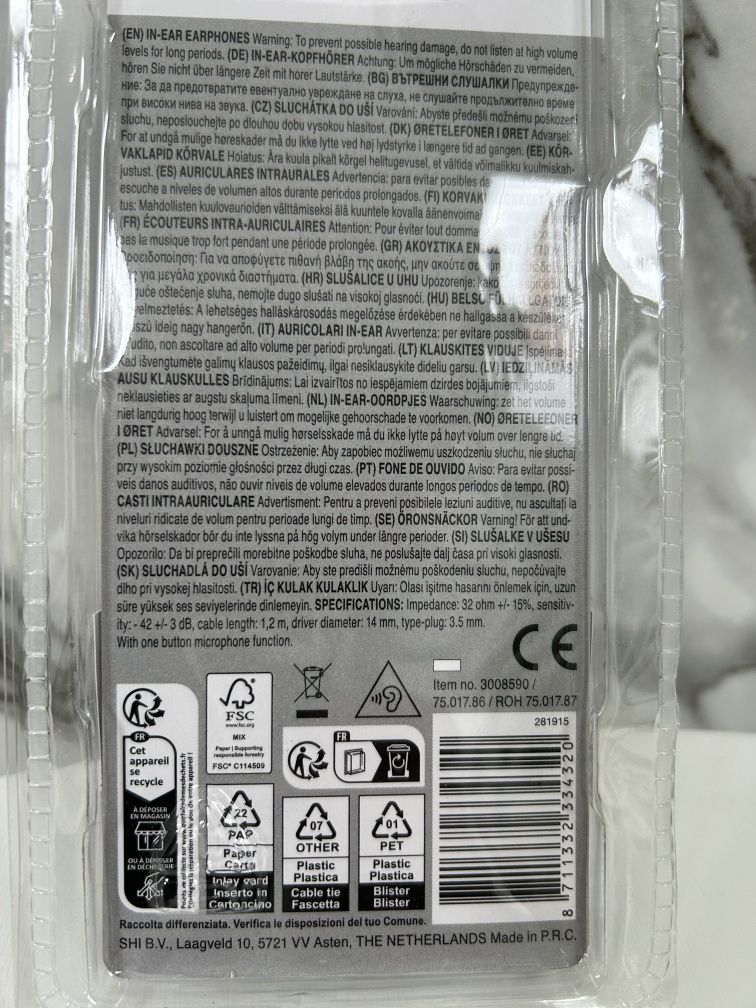 (EN) IN-EAR EARPHONES Warning: To prevent possible hearing damage, do not listen at high volume
levels for long periods. (DE) IN-EAR-KOPFHÖRER Achtung: Um mögliche Hörschäden zu vermeiden,
hören Sie nicht über längere Zeit mit horer Lautstärke. (BG) ВЪТРЕШНИ СЛУШАЛКИ Предупрежде-
ние: За да предотвратите евентуално увреждане на слуха, не слушайте продължително време
при високи нива на звука. (CZ) SLUCHÁTKA DO UŠÍ Varování: Abyste předešli možnému poškození
sluchu, neposlouchejte po dlouhou dobu vysokou hlasitost. (DK) ØRETELEFONER I ØRET Advarsel:
For at undgå mulige høreskader må du ikke lytte ved høj lydstyrke i længere tid ad gangen. (EE) KÕR-
VAKLAPID KÕRVALE Hoiatus: Ära kuula pikalt kõrgel helitugevusel, et vältida võimalikku kuulmiskah-
justust. (ES) AURICULARES INTRAURALES Advertencia: para evitar posibles
escuche a niveles de volumen altos durante periodos prolongados. (FI)
tus: Mahdollisten kuulovaurioiden välttämiseksi älä kuuntele kovalla
(FR) ÉCOUTEURS INTRA-AURICULAIRES Attention: Pour éviter tout
pas la musique trop fort pendant une période prolongée. (GR) ΑΚΟΥΣΤΙΚΑ
Για να αποφύγετε πιθανή βλάβη της ακοής, μην ακούτε σε
για μεγάλα χρονικά διαστήματα. (HR) SLUŠALICE U UHU Upozorenje: kako
oštećenje sluha, nemojte dugo slušati na visokoj glasnoći. (HU)
A lehetséges halláskárosodás megelőzése érdekében ne hallgassa a készüléket
ideig nagy hangerőn. (IT) AURICOLARI IN-EAR Avvertenza: per evitare possibili danni
all'udito, non ascoltare ad alto volume per periodi prolungati. (LT) KLAUSKITES VIDUJE Įspėjimas
Kad išvengtumėte galimų klausos pažeidimų, ilgai nesiklausykite dideliu garsu. (LV) IEDZILINĀMĀS
AUSU KLAUSKULLES Brīdinājums: Lai izvairītos no iespējamiem dzirdes bojājumiem, ilgstoši
neklausieties ar augstu skaļuma līmeni. (NL) IN-EAR-OORDPJES Waarschuwing: zet het volume
niet langdurig hoog terwijl u luistert om mogelijke gehoorschade te voorkomen. (NO) ØRETELEFONER
I ØRET Advarsel: For å unngå mulig hørselsskade må du ikke lytte på høyt volum over lengre tid.
(PL) SŁUCHAWKI DOUSZNE Ostrzeżenie: Aby zapobiec możliwemu uszkodzeniu słuchu, nie słuchaj
przy wysokim poziomie głośności przez długi czas. (PT) FONE DE OUVIDO Aviso: Para evitar possí-
veis danos auditivos, não ouvir níveis de volume elevados durante longos períodos de tempo. (RO)
CASTI INTRAAURICULARE Advertisment: Pentru a preveni posibilele leziuni auditive, nu ascultați la
niveluri ridicate de volum pentru perioade lungi de timp. (SE) ÖRONSNÄCKOR Varning! För att und-
vika hörselskador bör du inte lyssna på hög volym under längre perioder. (SI) SLUŠALKE V UŠESU
Opozorilo: Da bi preprečili morebitne poškodbe sluha, ne poslušajte dalj časa pri visoki glasnosti.
(SK) SLUCHADLÁ DO UŠÍ Varovanie: Aby ste predišli možnému poškodeniu sluchu, nepočúvajte
dlho pri vysokej hlasitosti. (TR) İÇ KULAK KULAKLIK Uyarı: Olası işitme hasarını önlemek için, uzun
süre yüksek ses seviyelerinde dinlemeyin. SPECIFICATIONS: Impedance: 32 ohm +/- 15%, sensitiv-
ity: - 42 +/- 3 dB, cable length: 1,2 m, driver diameter: 14 mm, type-plug: 3.5 mm.
With one button microphone function.
CE
Item no. 3008590 /
75.017.86 / ROH 75.017.87
281915
8 711332 334320
FR
Cet
appareil
se
recycle
À DÉPOSER
EN MAGASIN
OU À DÉPOSER
EN DÉCHÈTERIE
FSC
www.fsc.org
MIX
Paper | Supporting
responsible forestry
FSC® C114509
FR
22
PAP
Paper
Carta
Inlay card
Inserto in
Cartoncino
07
OTHER
Plastic
Plastica
Cable tie
Fascetta
01
PET
Plastic
Plastica
Blister
Blister
Raccolta differenziata. Verifica le disposizioni del tuo Comune.
SHI B.V., Laagveld 10, 5721 VV Asten, THE NETHERLANDS Made in P.R.C.